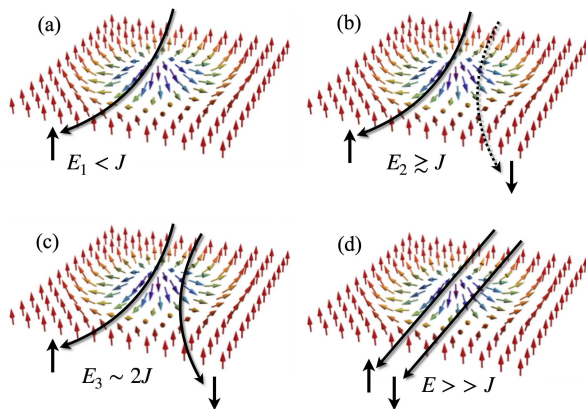 (a)
E₁ < J
(b)
E₂ ≳ J
(c)
E₃ ∼ 2J
(d)
E > > J